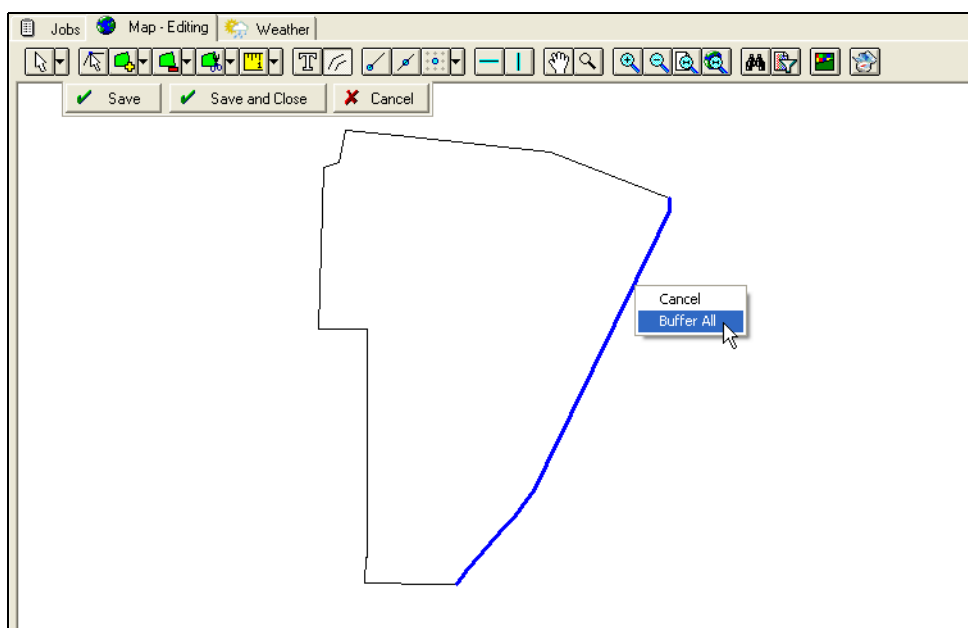 Jobs Map - Editing Weather
T
Save Save and Close Cancel
Cancel
Buffer All